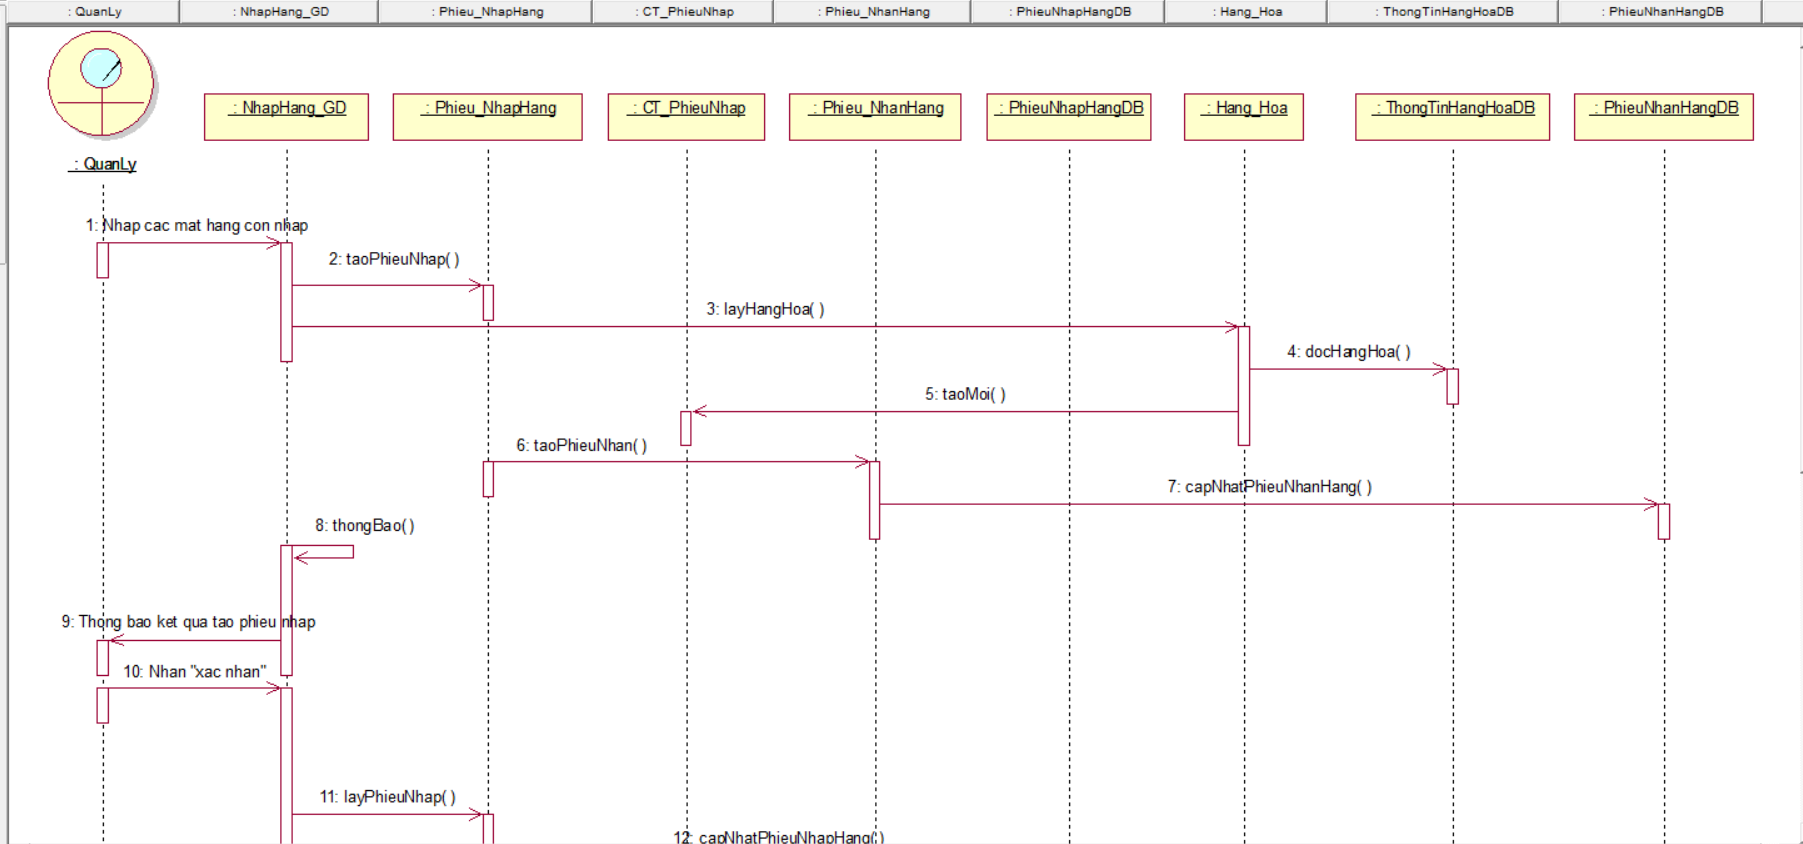 : QuanLy
: NhapHang_GD
: Phieu_NhapHang
: CT_PhieuNhap
: Phieu_NhanHang
: PhieuNhapHangDB
: Hang_Hoa
: ThongTinHangHoaDB
: PhieuNhanHangDB
: NhapHang_GD
: Phieu_NhapHang
: CT_PhieuNhap
: Phieu_NhanHang
: PhieuNhapHangDB
: Hang_Hoa
: ThongTinHangHoaDB
: PhieuNhanHangDB
: QuanLy
1: Nhap cac mat hang con nhap
2: taoPhieuNhap( )
3: layHangHoa( )
4: docHangHoa( )
5: taoMoi( )
6: taoPhieuNhan( )
7: capNhatPhieuNhanHang( )
8: thongBao( )
9: Thong bao ket qua tao phieu nhap
10: Nhan "xac nhan"
11: layPhieuNhap( )
12: capNhatPhieuNhapHang( )